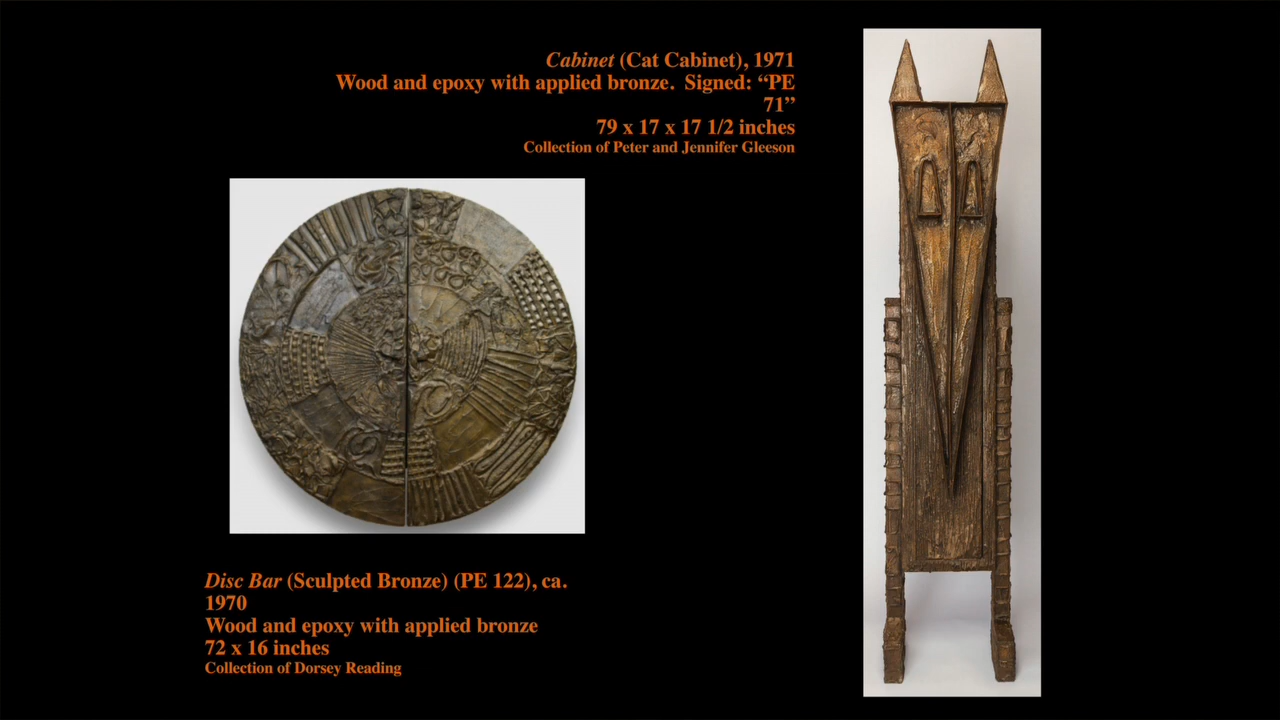 Cabinet (Cat Cabinet), 1971
Wood and epoxy with applied bronze.  Signed: “PE
71”
79 x 17 x 17 1/2 inches
Collection of Peter and Jennifer Gleeson
Disc Bar (Sculpted Bronze) (PE 122), ca.
1970
Wood and epoxy with applied bronze
72 x 16 inches
Collection of Dorsey Reading